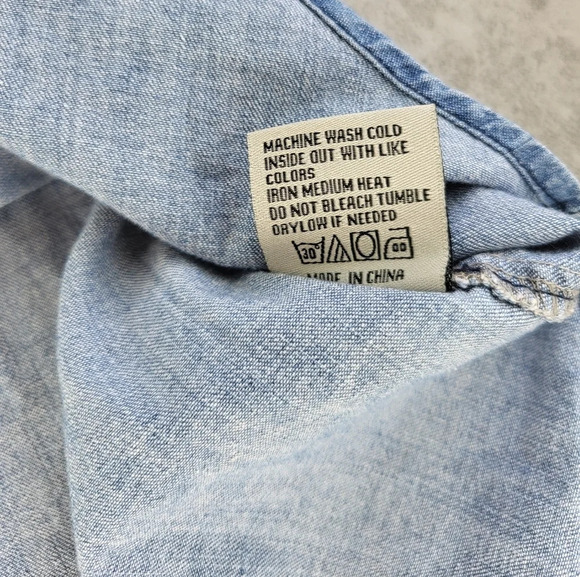 MACHINE WASH COLD
INSIDE OUT WITH LIKE
COLORS
IRON MEDIUM HEAT
DO NOT BLEACH TUMBLE
DRYLOW IF NEEDED
30°
MADE IN CHINA